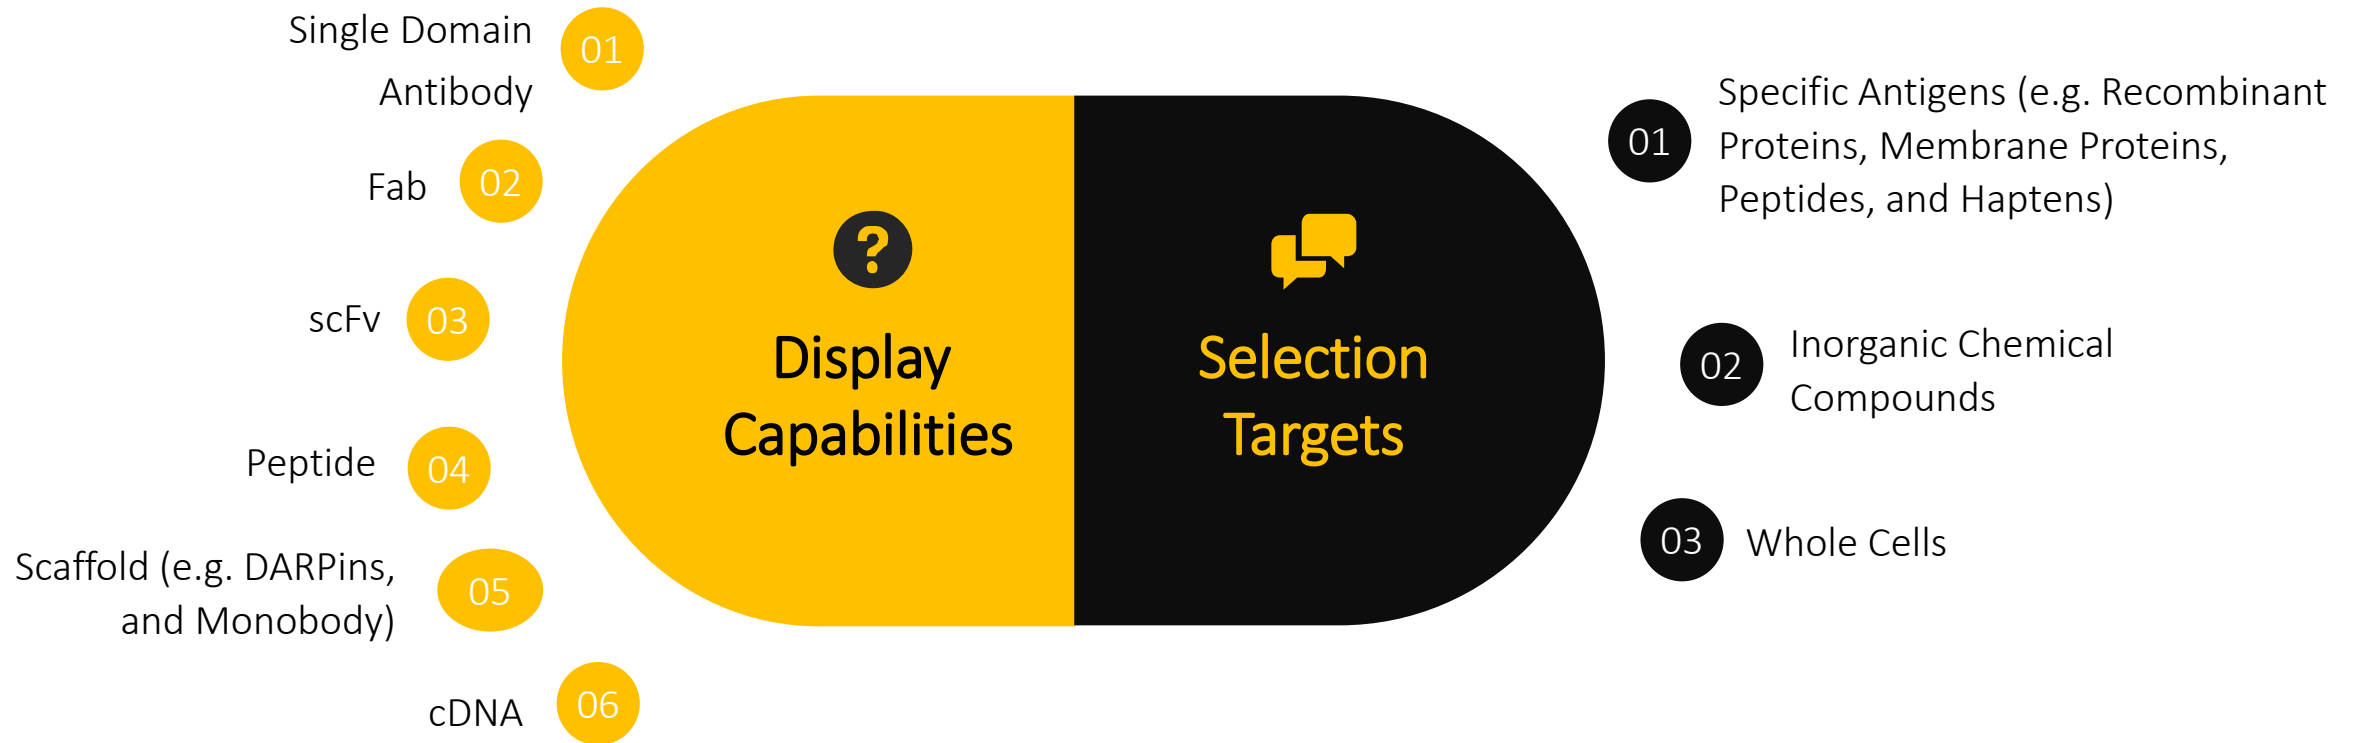 Single Domain
Antibody
01
Fab
02
scFv
03
Peptide
04
Scaffold (e.g. DARPins,
and Monobody)
05
cDNA
06
?
Display
Capabilities
Selection
Targets
01
Specific Antigens (e.g. Recombinant
Proteins, Membrane Proteins,
Peptides, and Haptens)
02
Inorganic Chemical
Compounds
03
Whole Cells